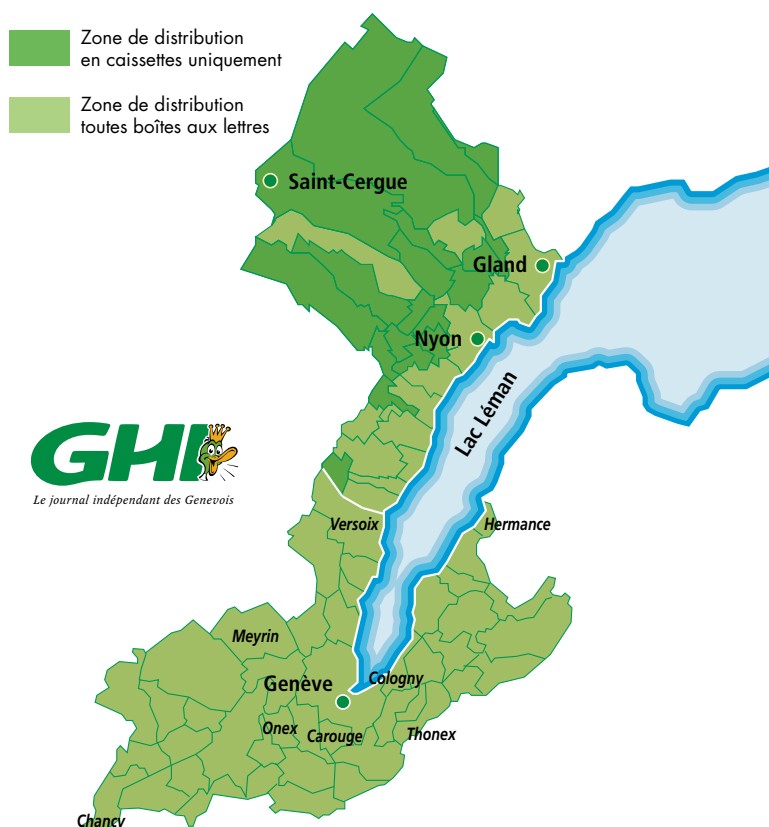 Zone de distribution
en caissettes uniquement
Zone de distribution
toutes boîtes aux lettres
Saint-Cergue
Gland
Nyon
Lac Léman
GHI
Le journal indépendant des Genevois
Versoix
Hermance
Meyrin
Genève
Cologny
Onex
Carouge
Thonex
Chancy